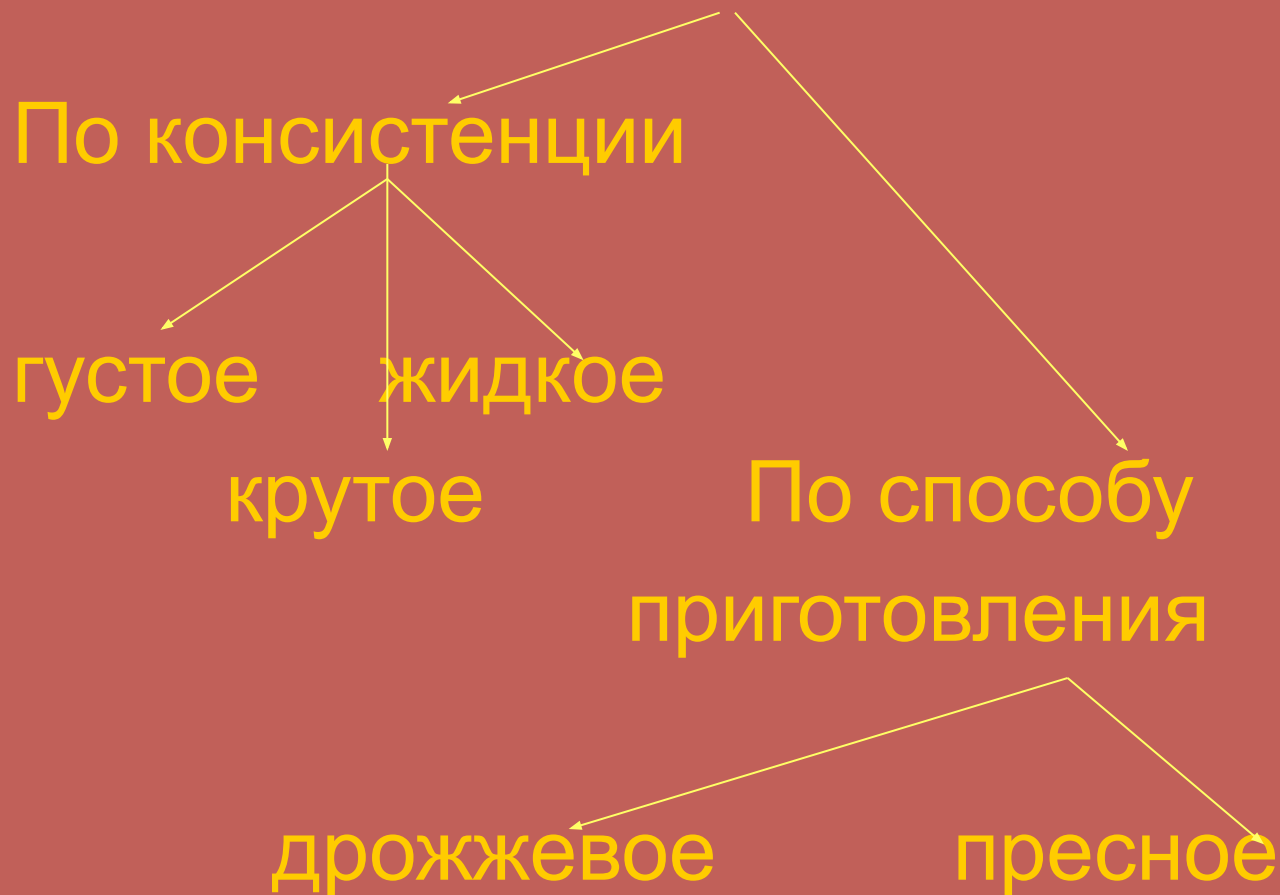 По консистенции
густое жидкое
крутое По способу
приготовления
дрожжевое пресное